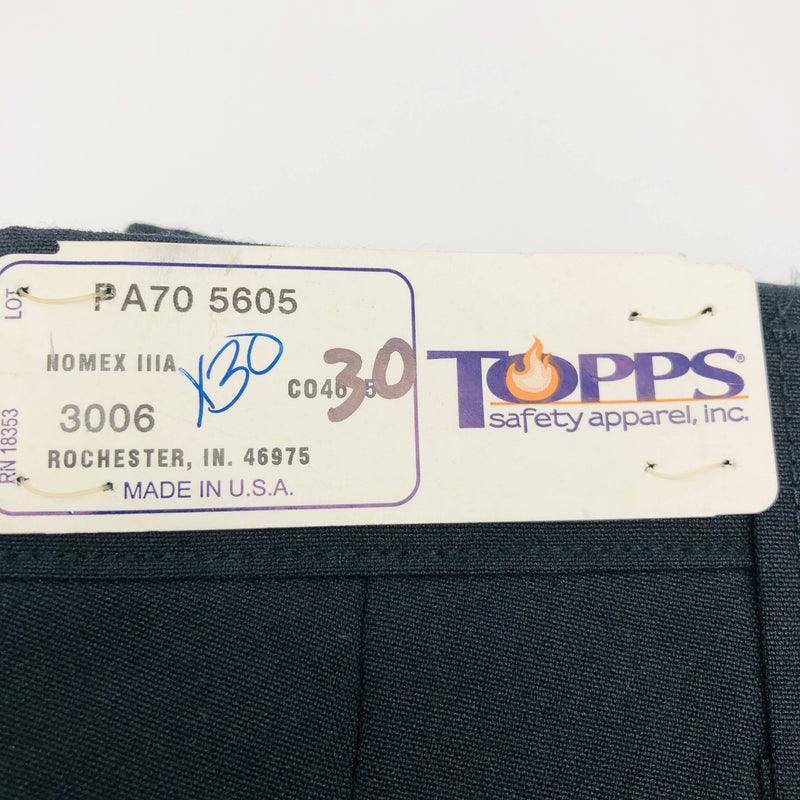 LOT
PA70 5605
NOMEX IIIA
X30
30
3006
ROCHESTER, IN. 46975
MADE IN U.S.A.
RN 18353
TOPPS®
safety apparel, inc.